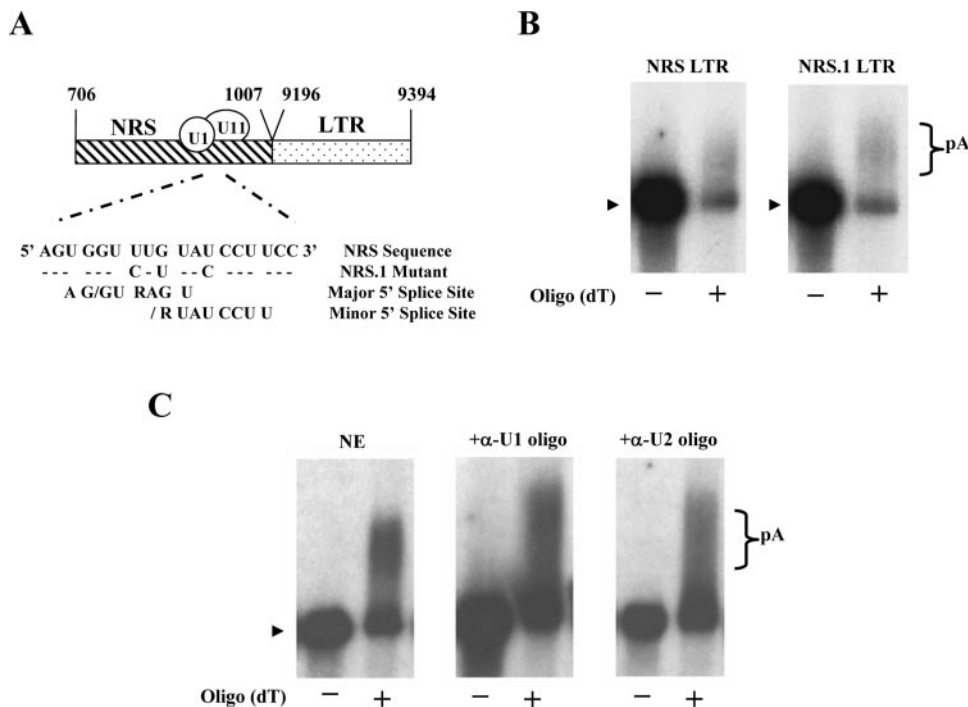 A
706 1007 9196 9394
NRS U1 U11 LTR
5' AGU GGU UUG UAU CCU UCC 3' NRS Sequence
--- --- C - U - - C --- --- NRS.1 Mutant
A G/GU RAG U Major 5' Splice Site
/ R UAU CCU U Minor 5' Splice Site
B
NRS LTR NRS.1 LTR
pA
Oligo (dT) – + – +
C
NE +α-U1 oligo +α-U2 oligo
pA
Oligo (dT) – + – + – +